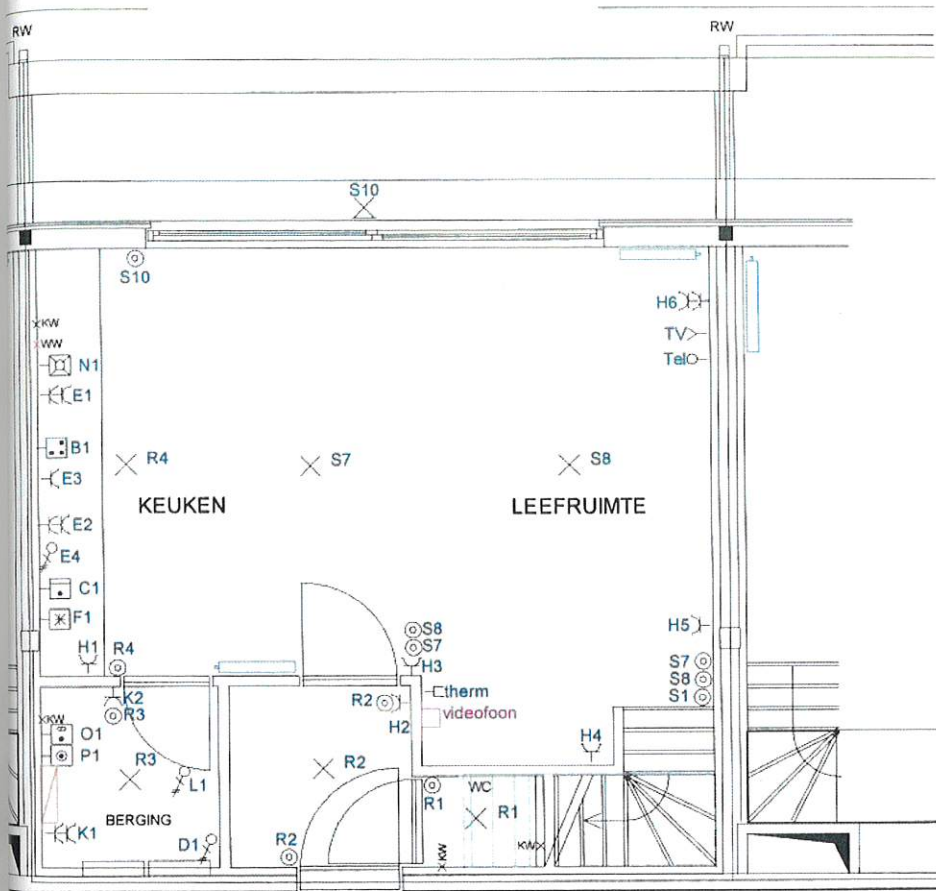 RW RW
S10
S10
KW
WW
N1
E1
H6
TV
Tel
B1
E3
R4 S7 S8
KEUKEN LEEFRUIMTE
E2
E4
C1
F1
H1 R4
S8
S7
H3
H5
S7
S8
S1
K2
R3
KW
O1
P1
R2
H2
therm
videofoon
H4
R3
L1
R2
BERGING
K1
D1
R2
R1
WC
R1
KW
KW